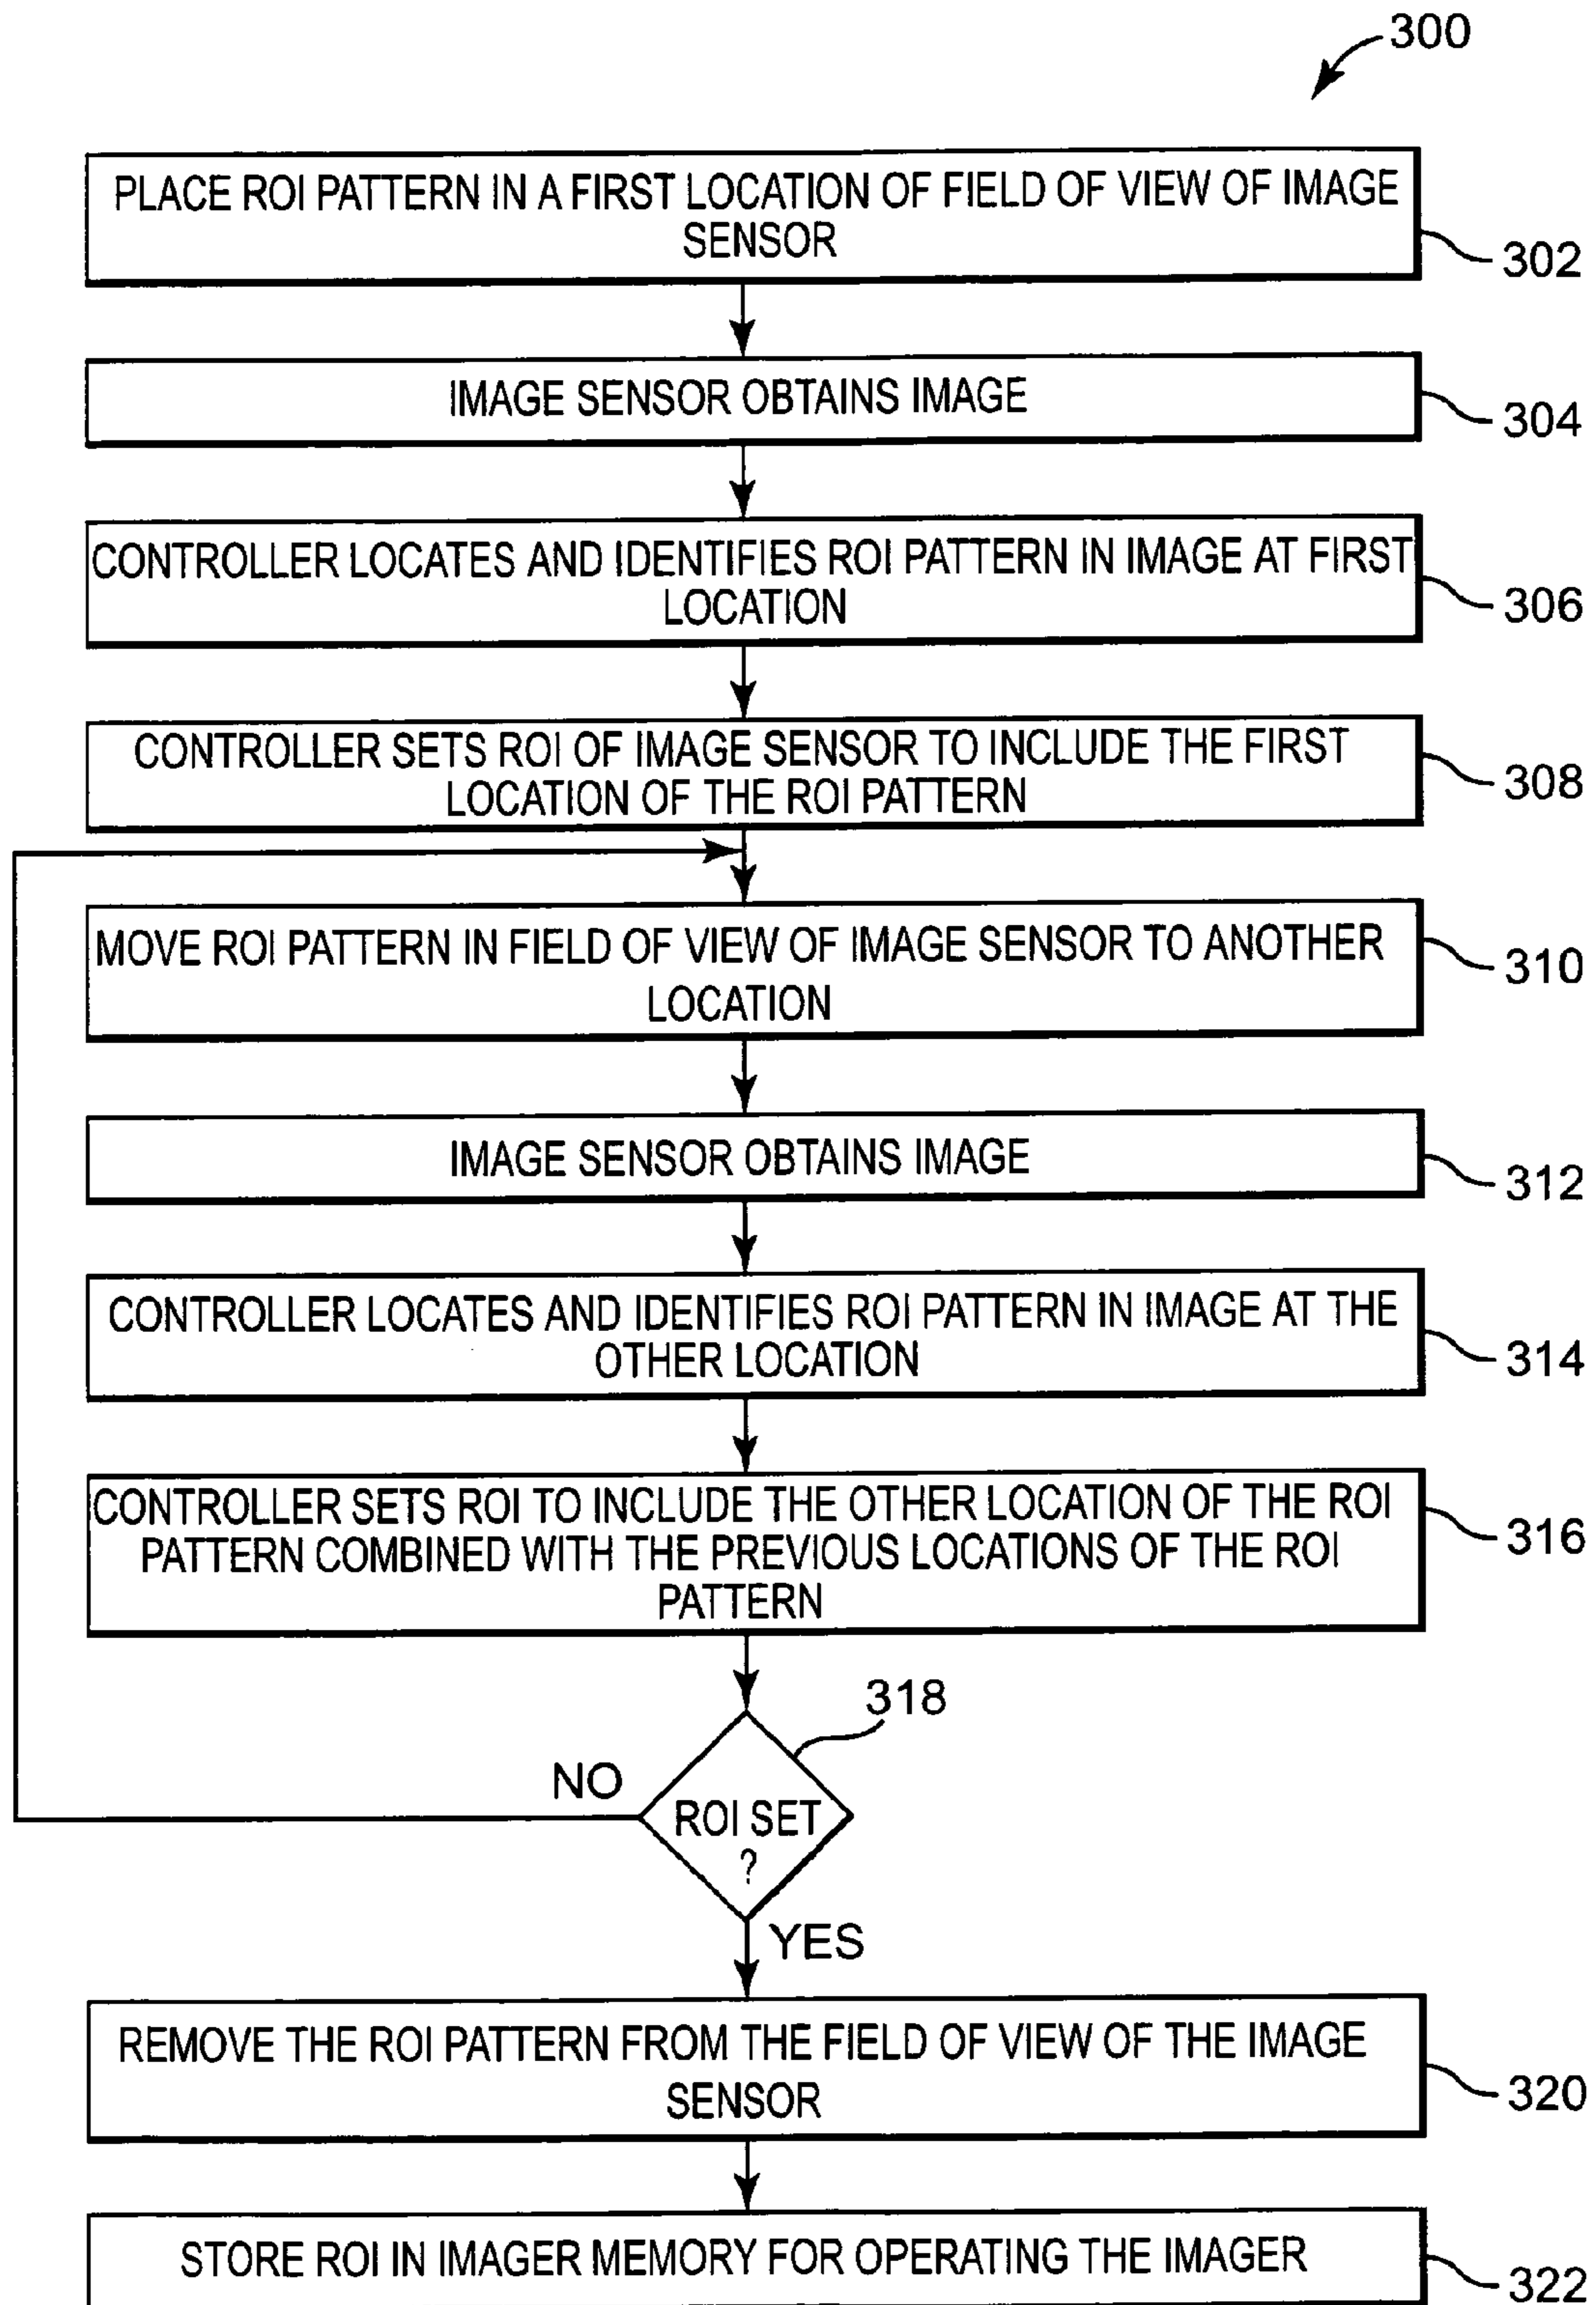 300
PLACE ROI PATTERN IN A FIRST LOCATION OF FIELD OF VIEW OF IMAGE
SENSOR
302
IMAGE SENSOR OBTAINS IMAGE
304
CONTROLLER LOCATES AND IDENTIFIES ROI PATTERN IN IMAGE AT FIRST
LOCATION
306
CONTROLLER SETS ROI OF IMAGE SENSOR TO INCLUDE THE FIRST
LOCATION OF THE ROI PATTERN
308
MOVE ROI PATTERN IN FIELD OF VIEW OF IMAGE SENSOR TO ANOTHER
LOCATION
310
IMAGE SENSOR OBTAINS IMAGE
312
CONTROLLER LOCATES AND IDENTIFIES ROI PATTERN IN IMAGE AT THE
OTHER LOCATION
314
CONTROLLER SETS ROI TO INCLUDE THE OTHER LOCATION OF THE ROI
PATTERN COMBINED WITH THE PREVIOUS LOCATIONS OF THE ROI
PATTERN
316
318
NO
ROI SET
?
YES
REMOVE THE ROI PATTERN FROM THE FIELD OF VIEW OF THE IMAGE
SENSOR
320
STORE ROI IN IMAGER MEMORY FOR OPERATING THE IMAGER
322